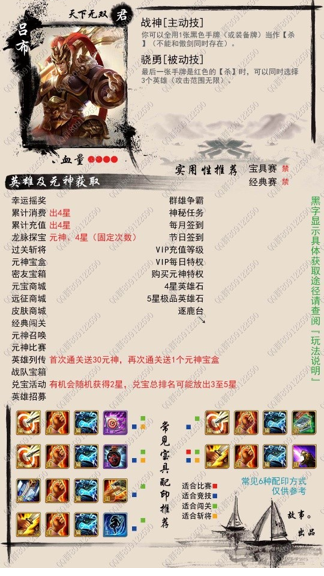 吕布
天下无双
君
战神[主动技]
你可以用1张黑色手牌（或装备牌）当作【杀】（不能和傲剑同时存在）。
骁勇[被动技]
最后一张手牌是红色的【杀】时，可以同时选择3个英雄（攻击范围无限）。
血量
实用性推荐
宝具赛 禁
经典赛 禁
英雄及元神获取
幸运摇奖
累计消费 出4星
累计充值 出4星
龙脉探宝 元神，4星（固定次数）
过关斩将
元神宝盒
密友宝箱
元宝商城
远征商城
皮肤商城
经典闯关
元神召唤
元神比赛
英雄列传 首次通关送30元神，再次通关送1个元神宝盒
战队宝箱
兑宝活动 有机会随机获得2星，兑宝总排名可能放出3至5星
英雄招募
群雄争霸
神秘任务
每月签到
节日签到
VIP充值等级
VIP每日特权
购买元神特权
4星英雄石
5星极品英雄石
逐鹿台
黑字显示具体获取途径请查阅『玩法说明』
常见宝具配印推荐
适合比赛
适合竞技
适合闯关
适合斩将
常见6种配印方式
仅供参考
故事。
出品